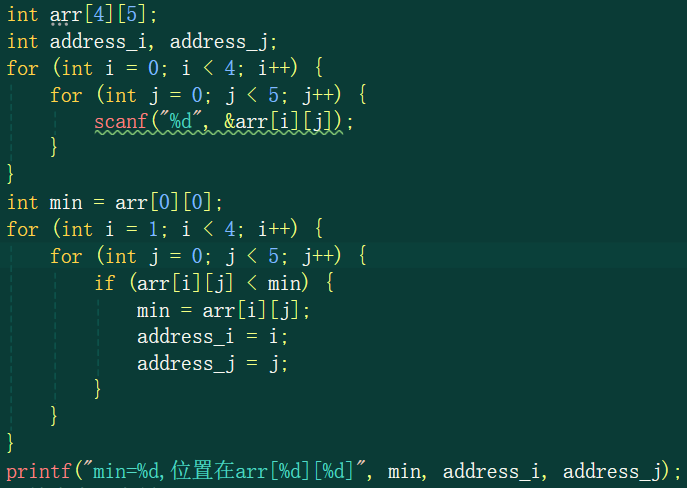 int arr[4][5];
int address_i, address_j;
for (int i = 0; i < 4; i++) {
    for (int j = 0; j < 5; j++) {
        scanf("%d", &arr[i][j]);
    }
}
int min = arr[0][0];
for (int i = 1; i < 4; i++) {
    for (int j = 0; j < 5; j++) {
        if (arr[i][j] < min) {
            min = arr[i][j];
            address_i = i;
            address_j = j;
        }
    }
}
printf("min=%d,位置在arr[%d][%d]", min, address_i, address_j);